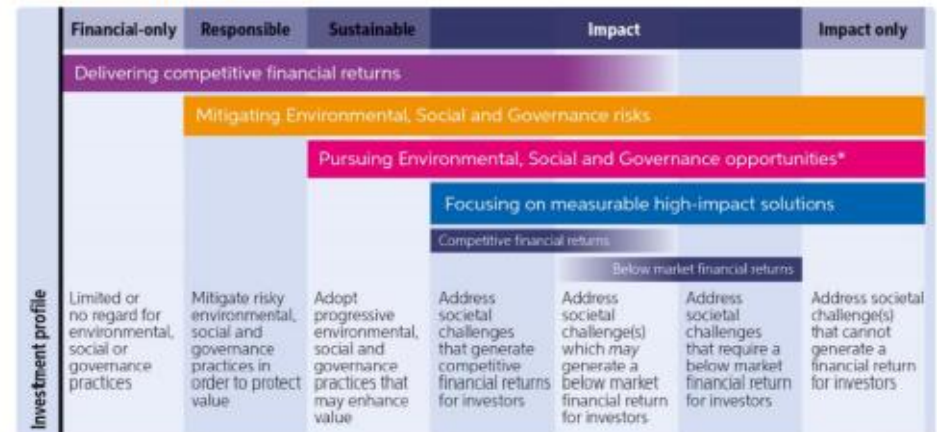 Financial-only Responsible Sustainable Impact Impact only
Delivering competitive financial returns
Mitigating Environmental, Social and Governance risks
Pursuing Environmental, Social and Governance opportunities*
Focusing on measurable high-impact solutions
Competitive financial returns
Below market financial returns
Investment profile
Limited or
no regard for
environmental,
social or
governance
practices
Mitigate risky
environmental,
social and
governance
practices in
order to protect
value
Adopt
progressive
environmental,
social and
governance
practices that
may enhance
value
Address
societal
challenges
that generate
competitive
financial returns
for investors
Address
societal
challenge(s)
which may
generate a
below market
financial return
for investors
Address
societal
challenges
that require a
below market
financial return
for investors
Address societal
challenge(s)
that cannot
generate a
financial return
for investors